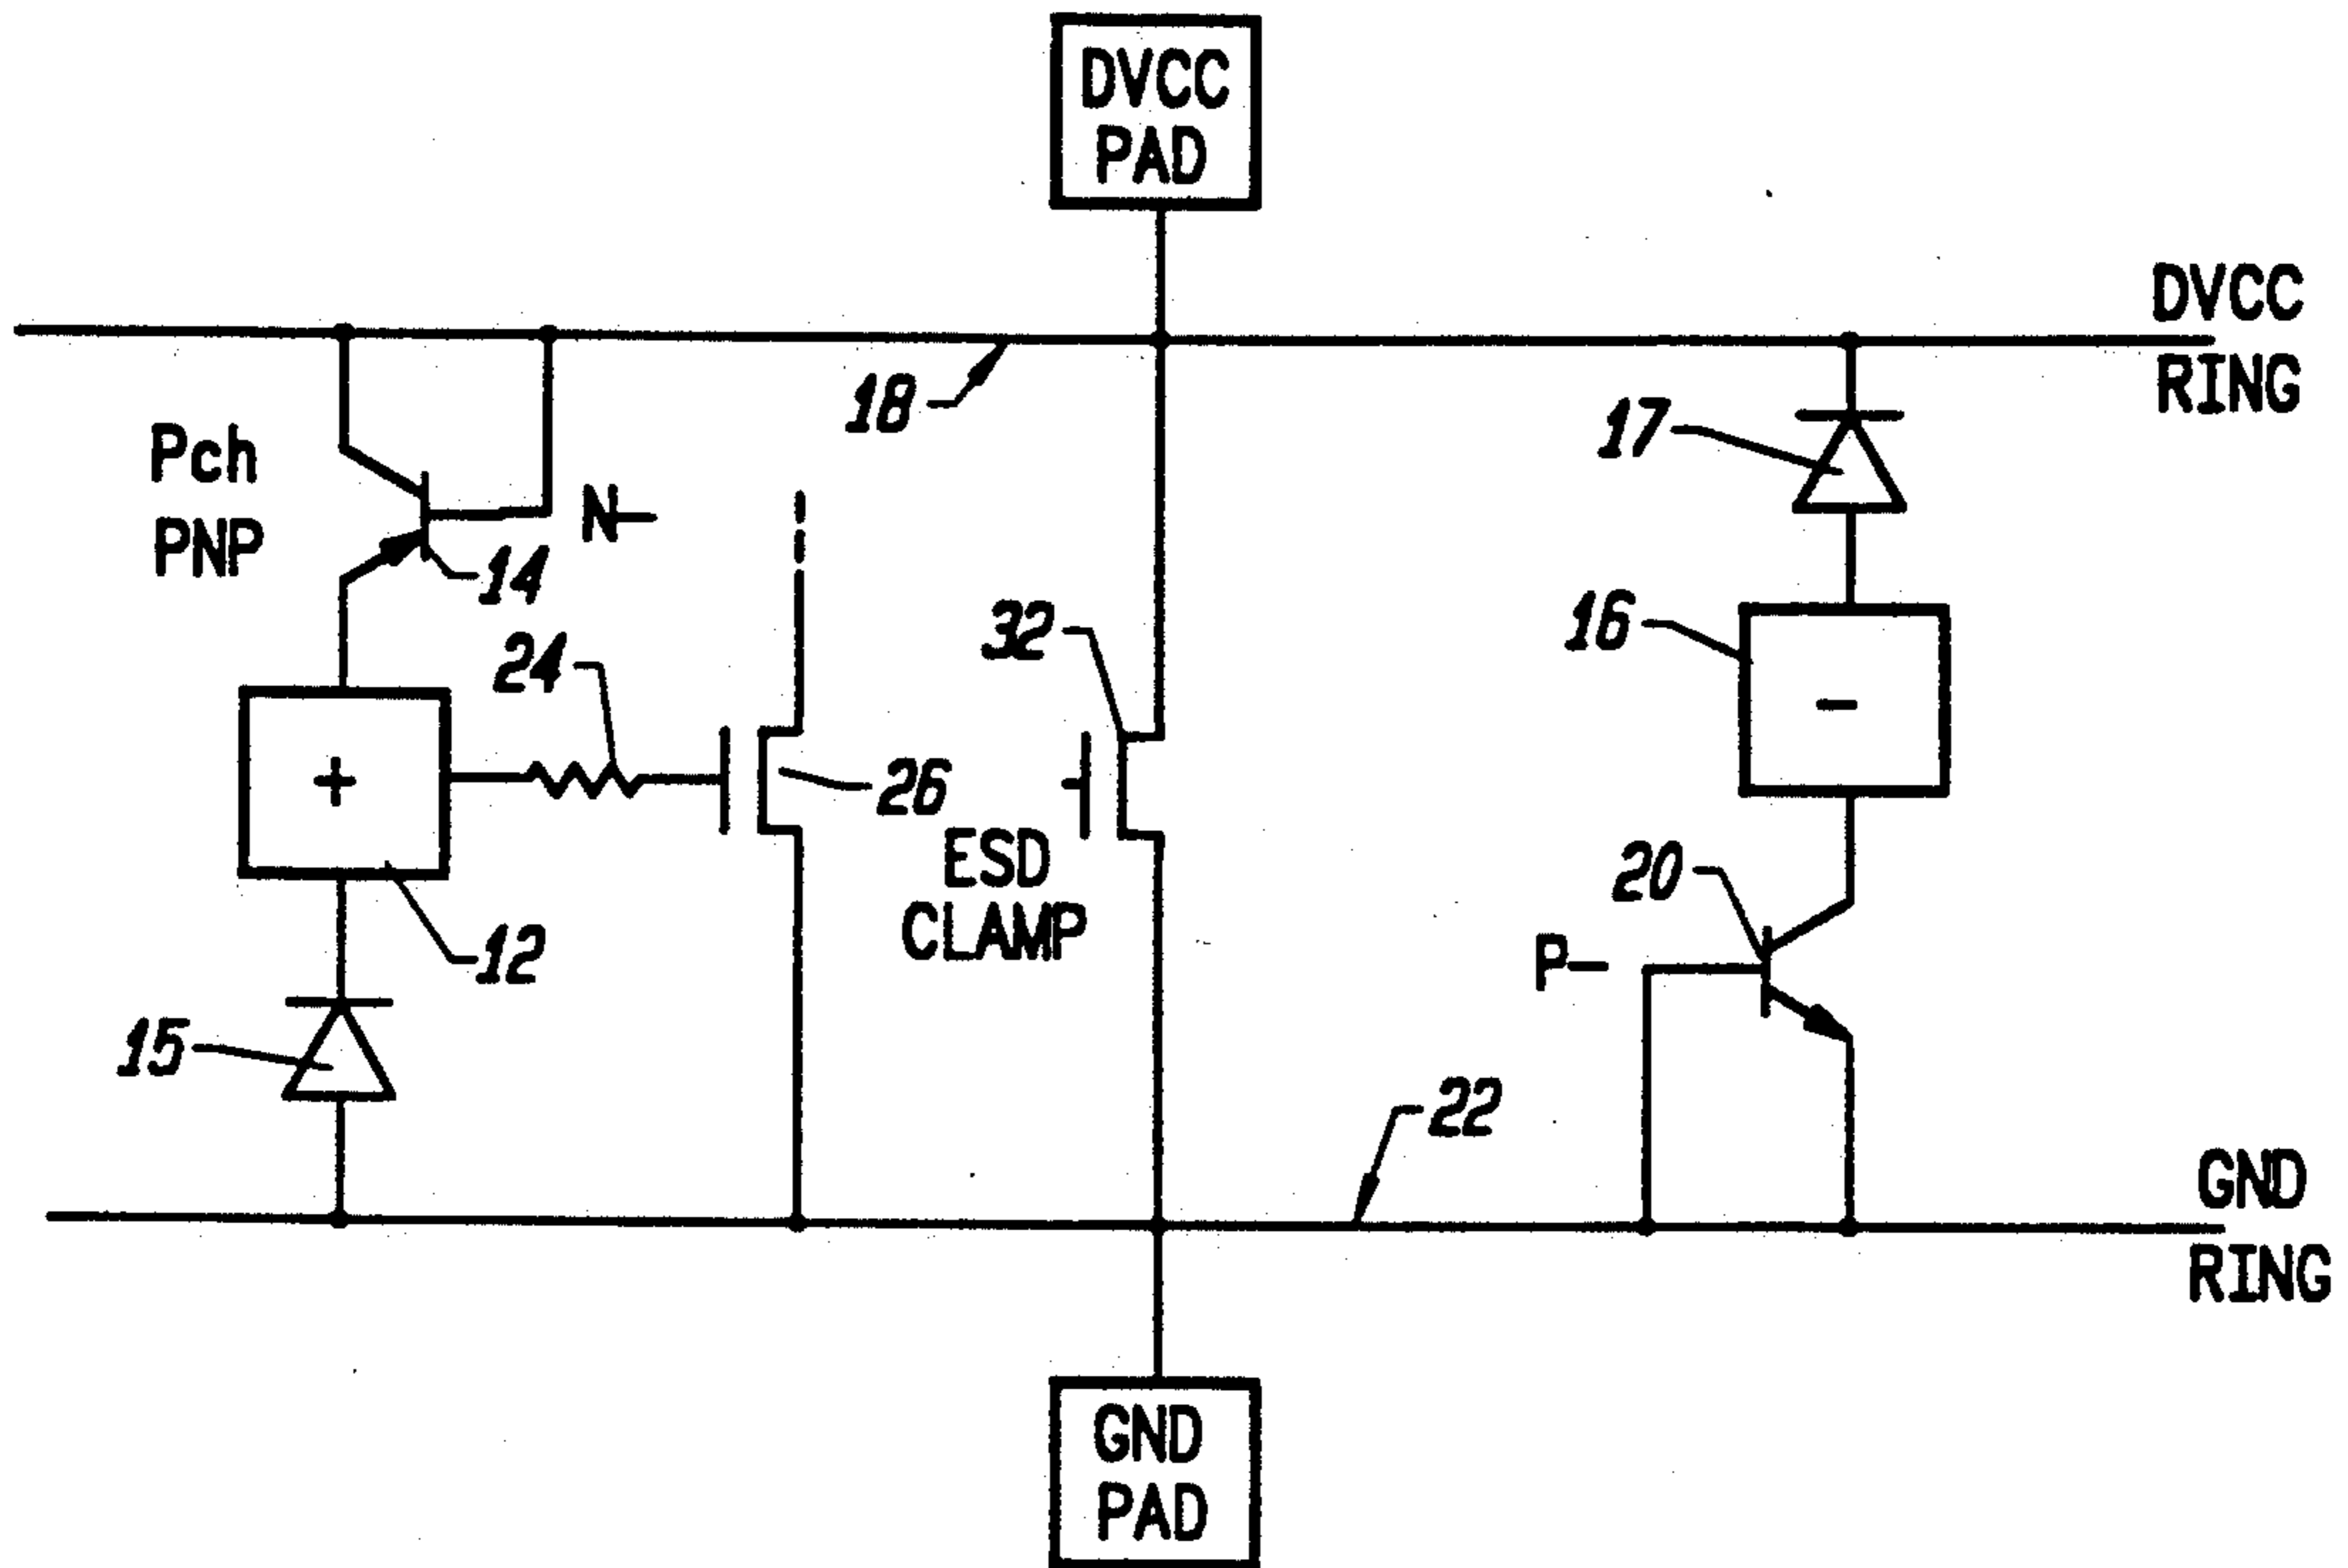 DVCC
PAD
DVCC
RING
18
17
Pch
PNP
N-
14
24
32
16
+
-
26
ESD
CLAMP
20
12
P-
15
22
GND
RING
GND
PAD